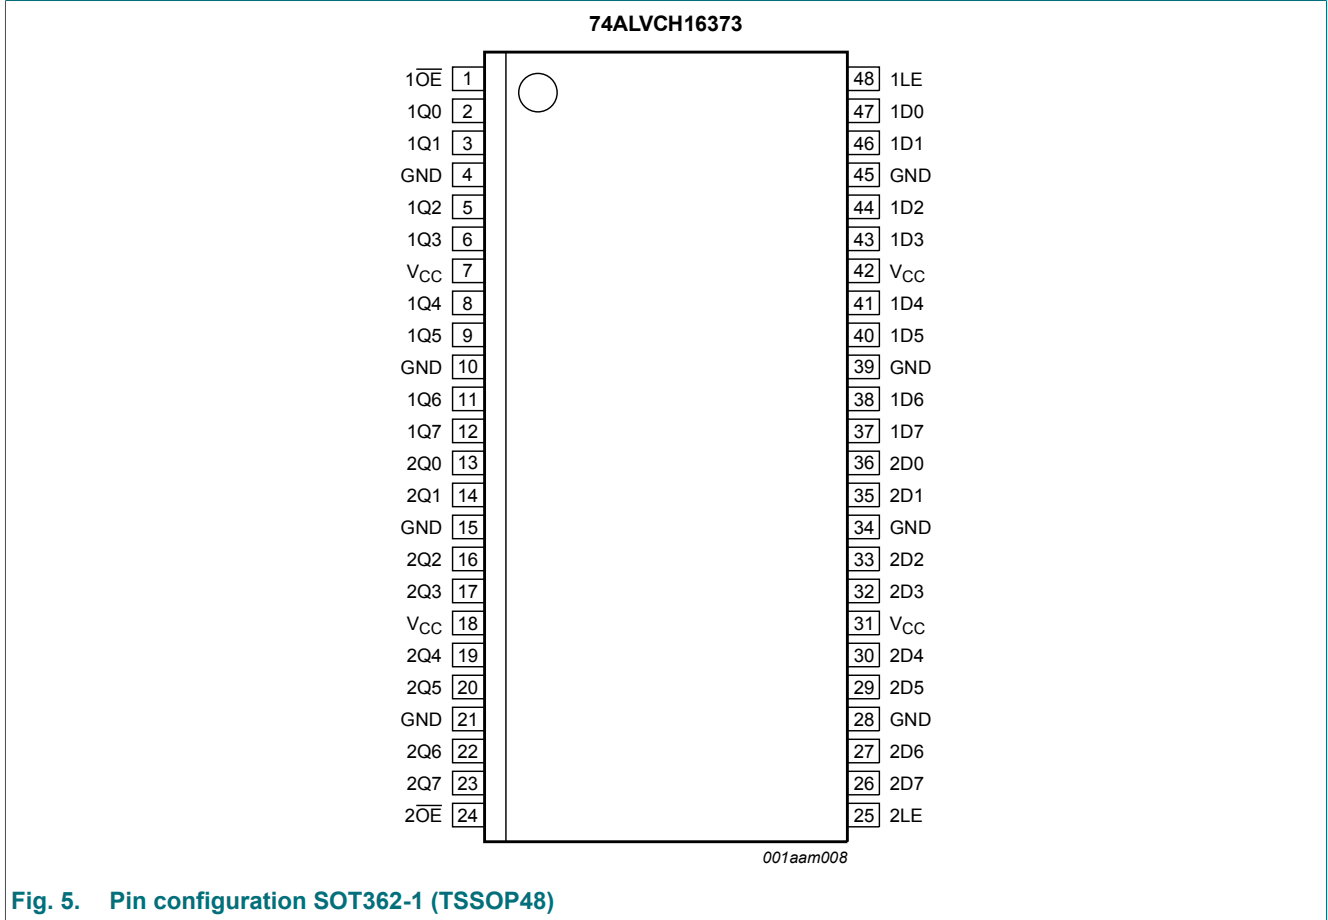 74ALVCH16373
1O̅E̅ 1 48 1LE
1Q0 2 47 1D0
1Q1 3 46 1D1
GND 4 45 GND
1Q2 5 44 1D2
1Q3 6 43 1D3
VCC 7 42 VCC
1Q4 8 41 1D4
1Q5 9 40 1D5
GND 10 39 GND
1Q6 11 38 1D6
1Q7 12 37 1D7
2Q0 13 36 2D0
2Q1 14 35 2D1
GND 15 34 GND
2Q2 16 33 2D2
2Q3 17 32 2D3
VCC 18 31 VCC
2Q4 19 30 2D4
2Q5 20 29 2D5
GND 21 28 GND
2Q6 22 27 2D6
2Q7 23 26 2D7
2O̅E̅ 24 25 2LE
001aam008
Fig. 5. Pin configuration SOT362-1 (TSSOP48)